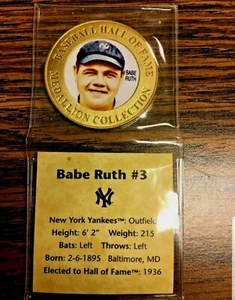 BASEBALL HALL OF FAME
BABE
RUTH
MEDALLION COLLECTION
Babe Ruth #3
NY
New York Yankees™: Outfield
Height: 6' 2" Weight: 215
Bats: Left Throws: Left
Born: 2-6-1895 Baltimore, MD
Elected to Hall of Fame™: 1936